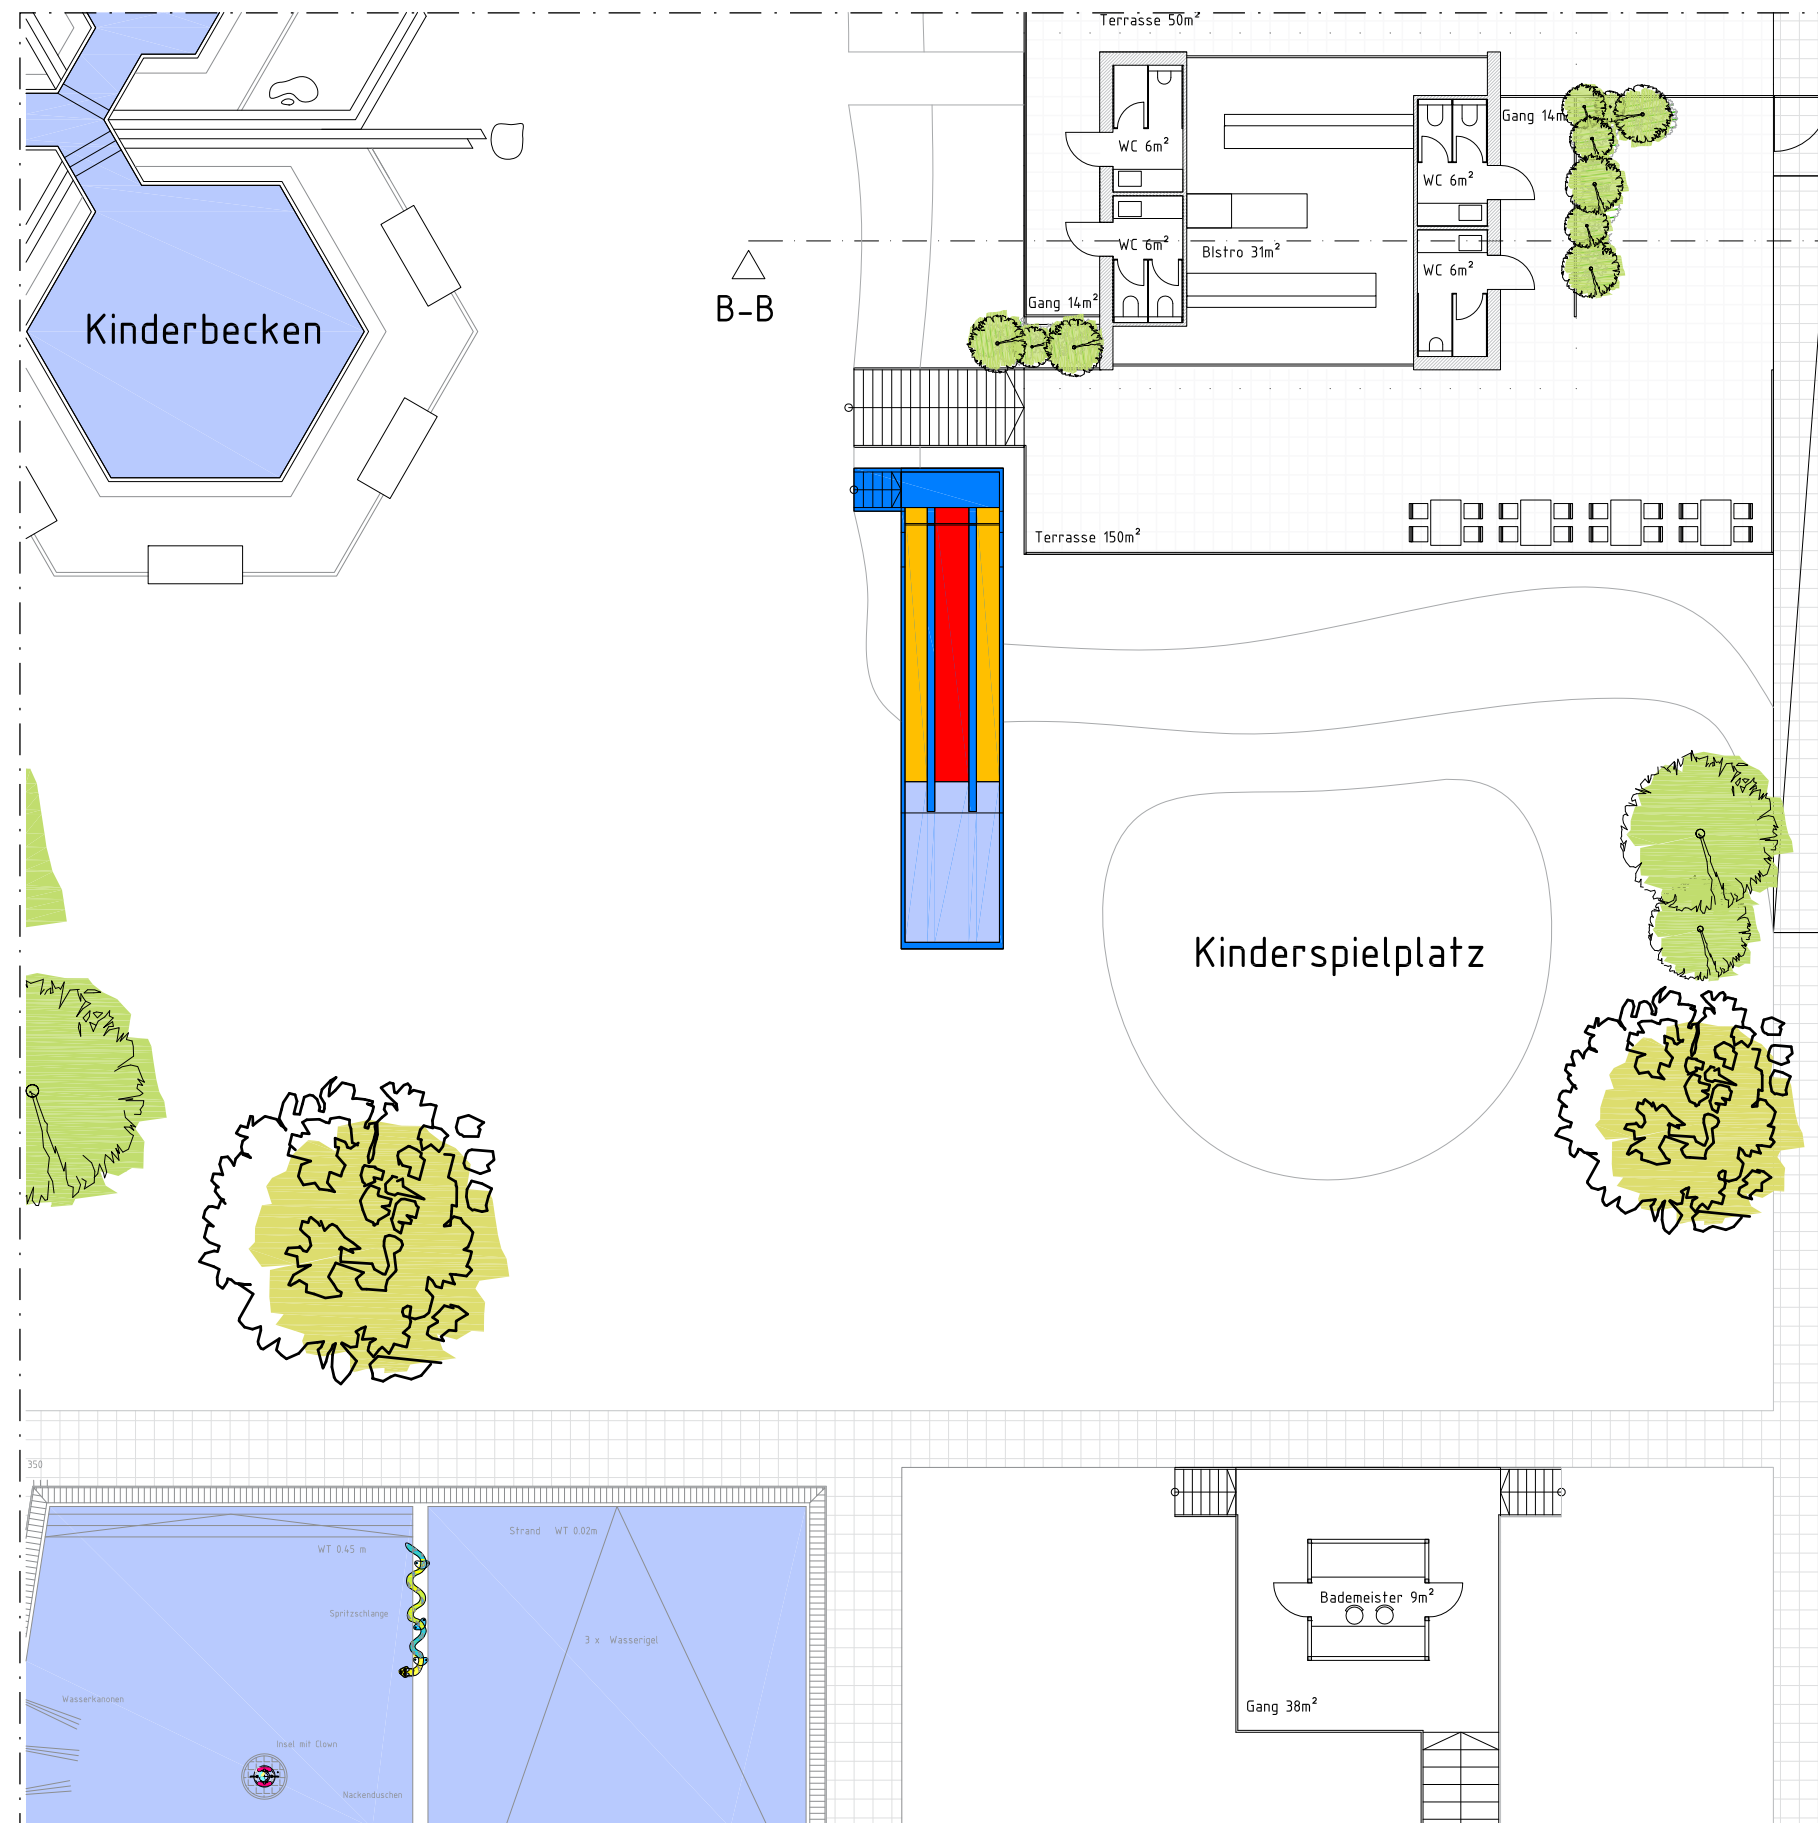 Terrasse 50m²
Gang 14m
WC 6m²
WC 6m²
WC 6m²
BIstro 31m²
WC 6m²
Gang 14m²
B-B
Kinderbecken
Terrasse 150m²
Kinderspielplatz
350
Strand WT 0.02m
WT 0.45 m
Bademeister 9m²
Spritzschlange
3 x Wasserigel
Wasserkanonen
Gang 38m²
Insel mit Clown
Nackenduschen